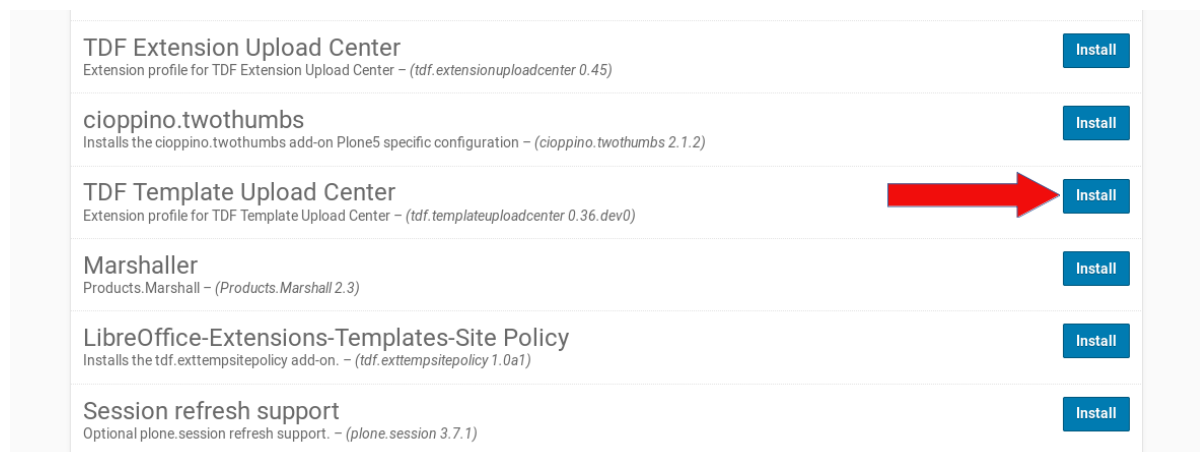 TDF Extension Upload Center
Install
Extension profile for TDF Extension Upload Center – (tdf.extensionuploadcenter 0.45)
cioppino.twothumbs
Install
Installs the cioppino.twothumbs add-on Plone5 specific configuration – (cioppino.twothumbs 2.1.2)
TDF Template Upload Center
Install
Extension profile for TDF Template Upload Center – (tdf.templateuploadcenter 0.36.dev0)
Marshaller
Install
Products.Marshall – (Products.Marshall 2.3)
LibreOffice-Extensions-Templates-Site Policy
Install
Installs the tdf.exttempsitepolicy add-on. – (tdf.exttempsitepolicy 1.0a1)
Session refresh support
Install
Optional plone.session refresh support. – (plone.session 3.7.1)